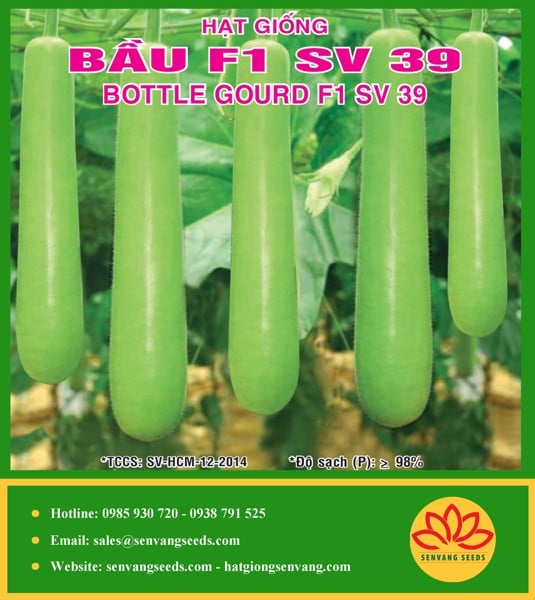 HẠT GIỐNG
BẦU F1 SV 39
BOTTLE GOURD F1 SV 39
*TCCS: SV-HCM-12-2014 *Độ sạch (P): ≥ 98%
Hotline: 0985 930 720 - 0938 791 525
Email: sales@senvangseeds.com
Website: senvangseeds.com - hatgiongsenvang.com
SENVANG SEEDS